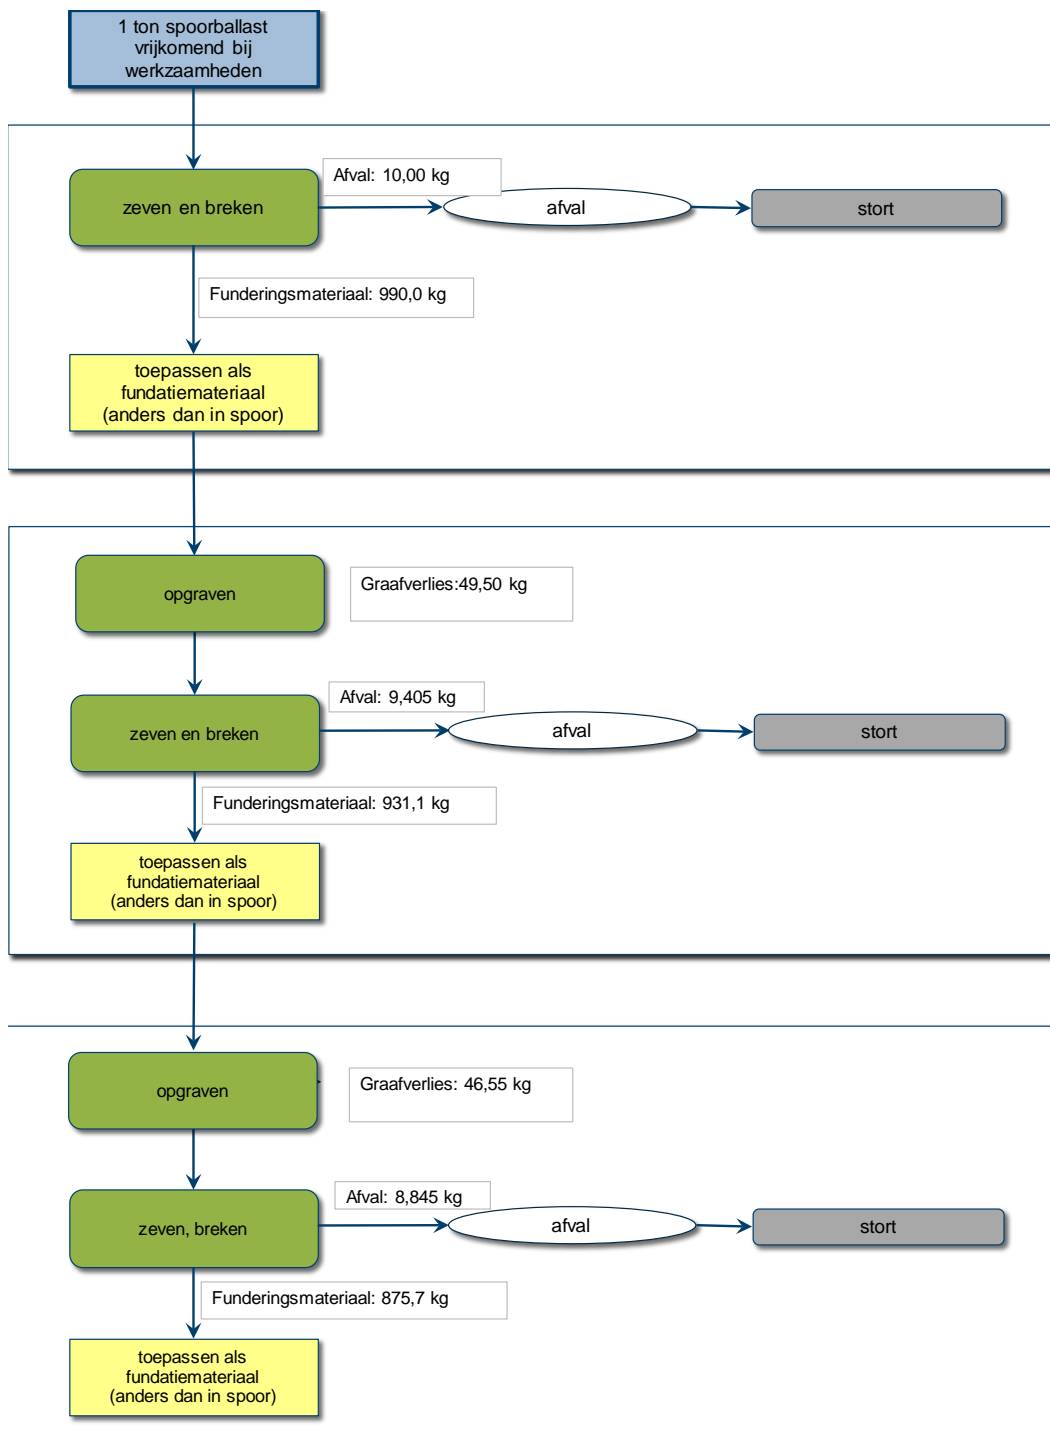 1 ton spoorballast
vrijkomend bij
werkzaamheden
Afval: 10,00 kg
zeven en breken
afval
stort
Funderingsmateriaal: 990,0 kg
toepassen als
fundatiemateriaal
(anders dan in spoor)
opgraven
Graafverlies:49,50 kg
Afval: 9,405 kg
zeven en breken
afval
stort
Funderingsmateriaal: 931,1 kg
toepassen als
fundatiemateriaal
(anders dan in spoor)
opgraven
Graafverlies: 46,55 kg
Afval: 8,845 kg
zeven, breken
afval
stort
Funderingsmateriaal: 875,7 kg
toepassen als
fundatiemateriaal
(anders dan in spoor)